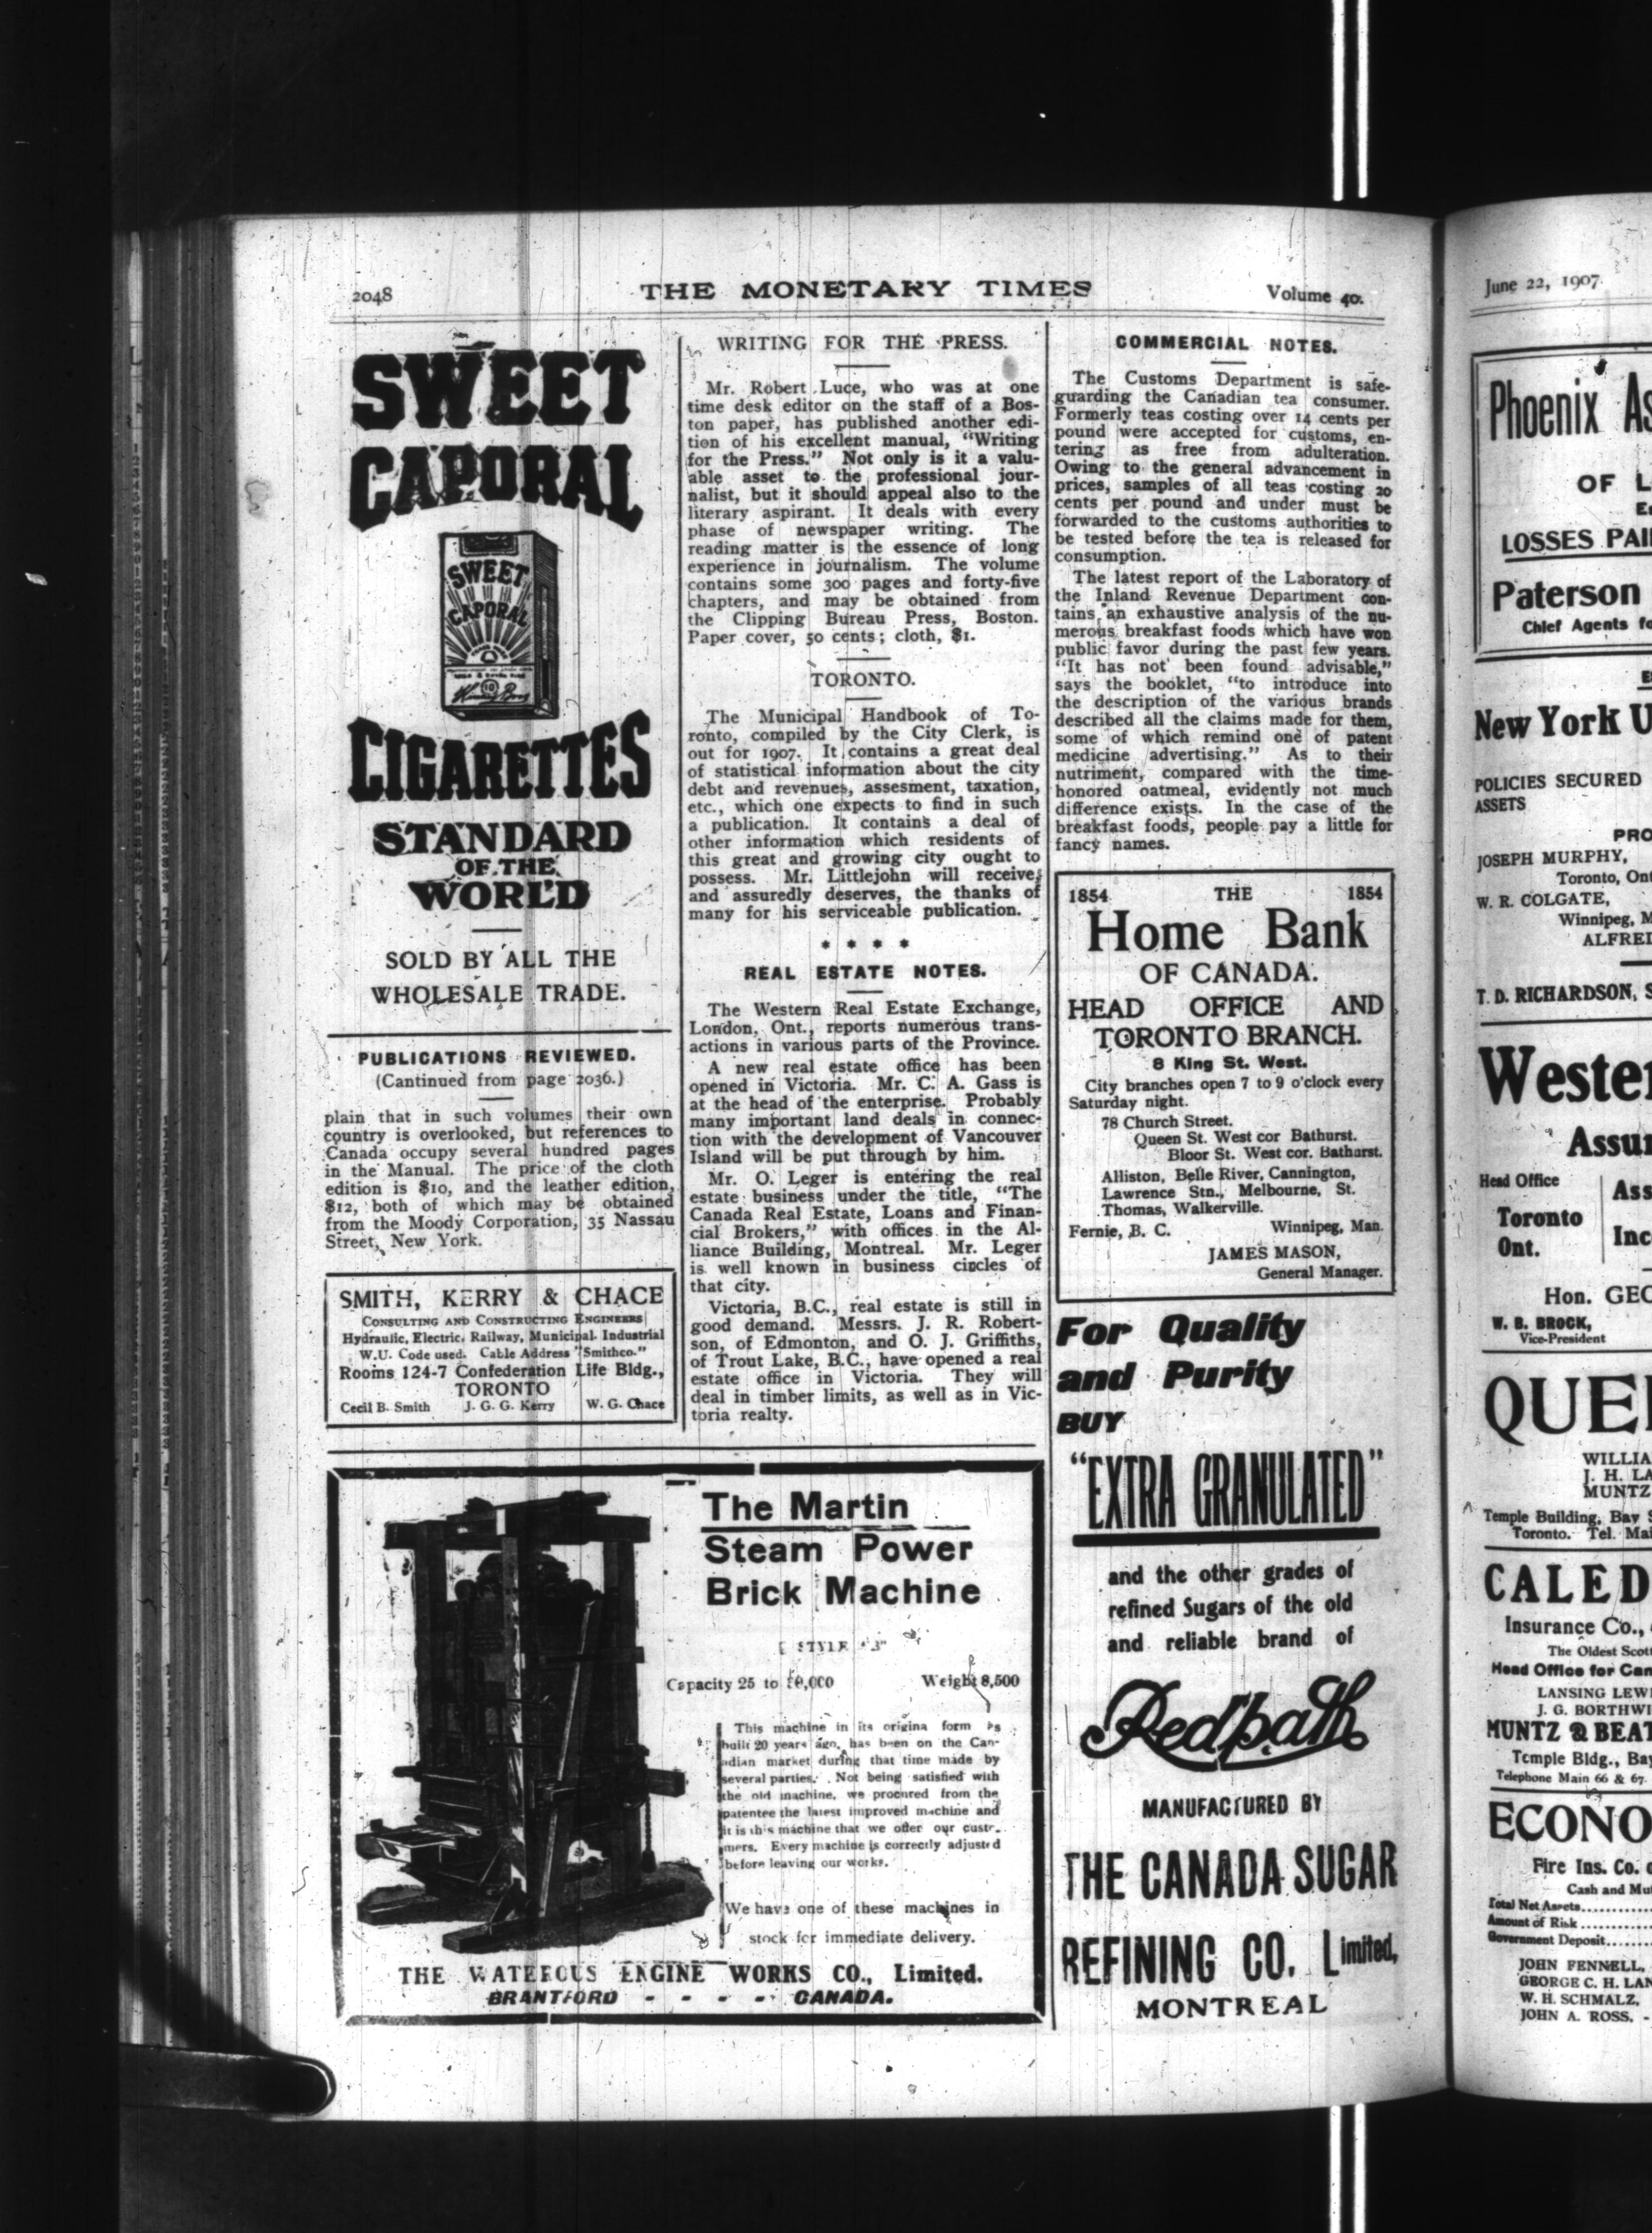 2048
THE MONETARY TIMES
Volume 40.
SWEET
CAPORAL
SWEET
CAPORAL
CIGARETTES
STANDARD
OF THE
WORLD
SOLD BY ALL THE
WHOLESALE TRADE.
PUBLICATIONS REVIEWED.
(Cantinued from page 2036.)
plain that in such volumes their own
country is overlooked, but references to
Canada occupy several hundred pages
in the Manual. The price of the cloth
edition is $10, and the leather edition,
$12, both of which may be obtained
from the Moody Corporation, 35 Nassau
Street, New York.
SMITH, KERRY & CHACE
CONSULTING AND CONSTRUCTING ENGINEERS
Hydraulic, Electric, Railway, Municipal. Industrial
W.U. Code used. Cable Address "Smithco."
Rooms 124-7 Confederation Life Bldg.,
TORONTO
Cecil B. Smith J. G. G. Kerry W. G. Chace
WRITING FOR THE PRESS.
Mr. Robert Luce, who was at one
time desk editor on the staff of a Bos-
ton paper, has published another edi-
tion of his excellent manual, "Writing
for the Press." Not only is it a valu-
able asset to the professional jour-
nalist, but it should appeal also to the
literary aspirant. It deals with every
phase of newspaper writing. The
reading matter is the essence of long
experience in journalism. The volume
contains some 300 pages and forty-five
chapters, and may be obtained from
the Clipping Bureau Press, Boston.
Paper cover, 50 cents; cloth, $1.
TORONTO.
The Municipal Handbook of To-
ronto, compiled by the City Clerk, is
out for 1907. It contains a great deal
of statistical information about the city
debt and revenues, assesment, taxation,
etc., which one expects to find in such
a publication. It contains a deal of
other information which residents of
this great and growing city ought to
possess. Mr. Littlejohn will receive,
and assuredly deserves, the thanks of
many for his serviceable publication.
* * * *
REAL ESTATE NOTES.
The Western Real Estate Exchange,
London, Ont., reports numerous trans-
actions in various parts of the Province.
A new real estate office has been
opened in Victoria. Mr. C. A. Gass is
at the head of the enterprise. Probably
many important land deals in connec-
tion with the development of Vancouver
Island will be put through by him.
Mr. O. Leger is entering the real
estate business under the title, "The
Canada Real Estate, Loans and Finan-
cial Brokers," with offices in the Al-
liance Building, Montreal. Mr. Leger
is well known in business circles of
that city.
Victoria, B.C., real estate is still in
good demand. Messrs. J. R. Robert-
son, of Edmonton, and O. J. Griffiths,
of Trout Lake, B.C., have opened a real
estate office in Victoria. They will
deal in timber limits, as well as in Vic-
toria realty.
The Martin
Steam Power
Brick Machine
STYLE "B"
Capacity 25 to
Weight 8,500
This machine in its origina form as
built 20 years ago, has been on the Can-
adian market during that time made by
several parties. Not being satisfied with
the old machine, we procured from the
patentee the latest improved machine and
it is this machine that we offer our custo-
mers. Every machine is correctly adjusted
before leaving our works.
We have one of these machines in
stock for immediate delivery.
THE WATEROUS ENGINE WORKS CO., Limited.
BRANTFORD - - - - CANADA.
COMMERCIAL NOTES.
The Customs Department is safe-
guarding the Canadian tea consumer.
Formerly teas costing over 14 cents per
pound were accepted for customs, en-
tering as free from adulteration.
Owing to the general advancement in
prices, samples of all teas costing 20
cents per pound and under must be
forwarded to the customs authorities to
be tested before the tea is released for
consumption.
The latest report of the Laboratory of
the Inland Revenue Department con-
tains an exhaustive analysis of the nu-
merous breakfast foods which have won
public favor during the past few years.
"It has not been found advisable,"
says the booklet, "to introduce into
the description of the various brands
described all the claims made for them,
some of which remind one of patent
medicine advertising." As to their
nutriment, compared with the time-
honored oatmeal, evidently not much
difference exists. In the case of the
breakfast foods, people pay a little for
fancy names.
1854 THE 1854
Home Bank
OF CANADA.
HEAD OFFICE AND
TORONTO BRANCH.
8 King St. West.
City branches open 7 to 9 o'clock every
Saturday night.
78 Church Street.
Queen St. West cor Bathurst.
Bloor St. West cor. Bathurst.
Alliston, Belle River, Cannington,
Lawrence Stn., Melbourne, St.
Thomas, Walkerville.
Fernie, B. C. Winnipeg, Man.
JAMES MASON,
General Manager.
For Quality
and Purity
BUY
"EXTRA GRANULATED"
and the other grades of
refined Sugars of the old
and reliable brand of
Redpath
MANUFACTURED BY
THE CANADA SUGAR
REFINING CO. Limited,
MONTREAL
June 22, 1907.
Phoenix
OF
LOSSES
Paterson
Chief Agents
New York
POLICIES SECURED
ASSETS
JOSEPH MURPHY,
Toronto,
W. R. COLGATE,
Winnipeg,
T. D. RICHARDSON,
Head Office
Toronto
Ont.
Hon.
W. B. BROCK,
Vice-President
J. H.
MUNTZ
Temple Building, Bay
Toronto. Tel.
Insurance Co.,
The Oldest
Head Office for
LANSING
J. G.
MUNTZ &
Temple Bldg.,
Telephone Main 66 & 67.
Fire Ins. Co.
Cash and
Total Net Assets
Amount of Risk
Government Deposit
JOHN FENNELL,
GEORGE C. H.
W. H. SCHMALZ,
JOHN A. ROSS, -